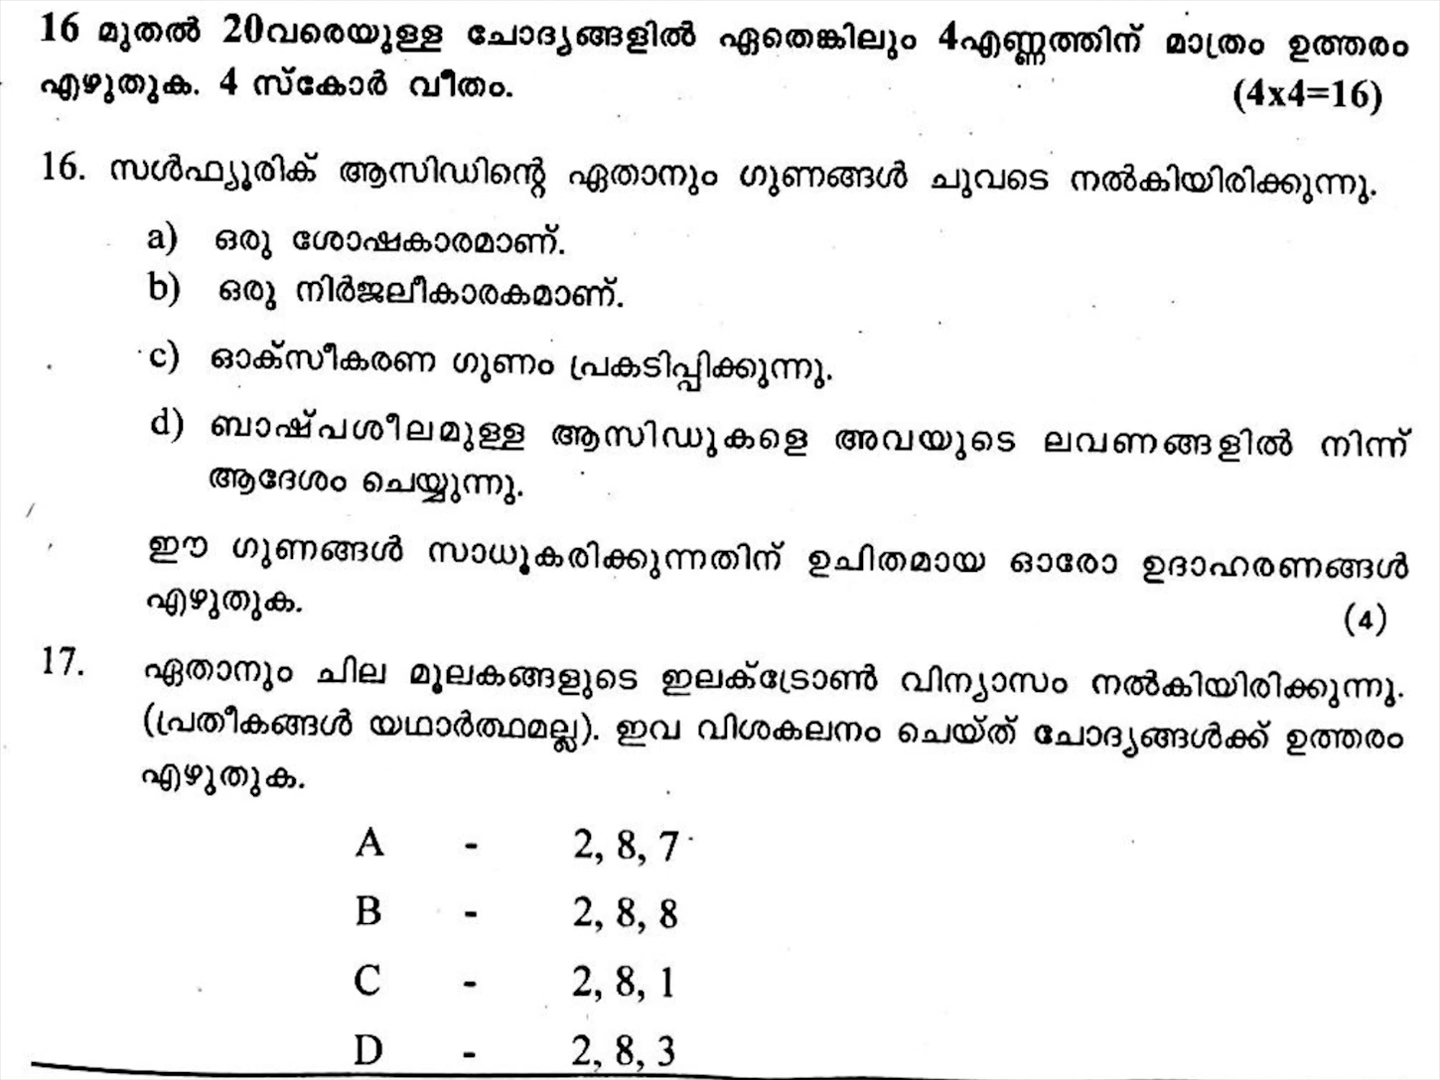 16 മുതൽ 20വരെയുള്ള ചോദ്യങ്ങളിൽ ഏതെങ്കിലും 4എണ്ണത്തിന് മാത്രം ഉത്തരം
എഴുതുക. 4 സ്കോർ വീതം. (4x4=16)
16. സൾഫ്യൂരിക് ആസിഡിന്റെ ഏതാനും ഗുണങ്ങൾ ചുവടെ നൽകിയിരിക്കുന്നു.
a) ഒരു ശോഷകാരമാണ്.
b) ഒരു നിർജലീകാരകമാണ്.
c) ഓക്സീകരണ ഗുണം പ്രകടിപ്പിക്കുന്നു.
d) ബാഷ്പശീലമുള്ള ആസിഡുകളെ അവയുടെ ലവണങ്ങളിൽ നിന്ന്
ആദേശം ചെയ്യുന്നു.
ഈ ഗുണങ്ങൾ സാധൂകരിക്കുന്നതിന് ഉചിതമായ ഓരോ ഉദാഹരണങ്ങൾ
എഴുതുക. (4)
17. ഏതാനും ചില മൂലകങ്ങളുടെ ഇലക്ട്രോൺ വിന്യാസം നൽകിയിരിക്കുന്നു.
(പ്രതീകങ്ങൾ യഥാർത്ഥമല്ല). ഇവ വിശകലനം ചെയ്ത് ചോദ്യങ്ങൾക്ക് ഉത്തരം
എഴുതുക.
A - 2, 8, 7
B - 2, 8, 8
C - 2, 8, 1
D - 2, 8, 3